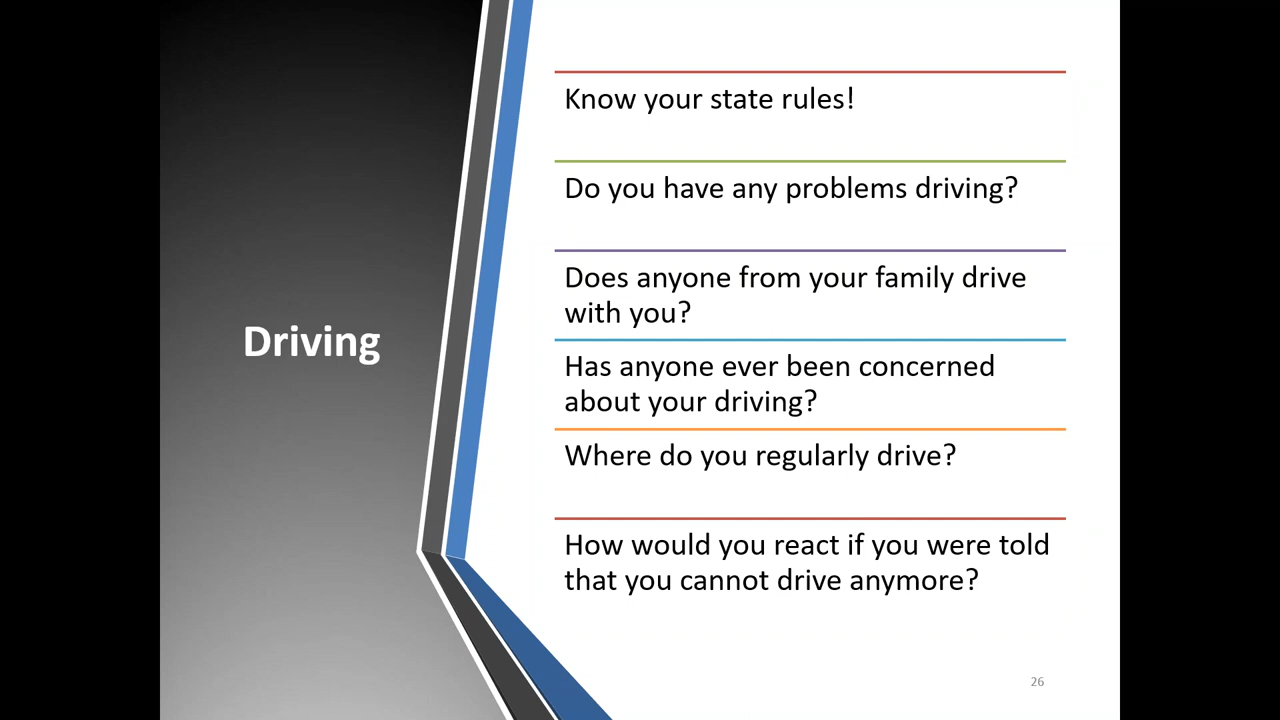 Driving
Know your state rules!
Do you have any problems driving?
Does anyone from your family drive
with you?
Has anyone ever been concerned
about your driving?
Where do you regularly drive?
How would you react if you were told
that you cannot drive anymore?
26